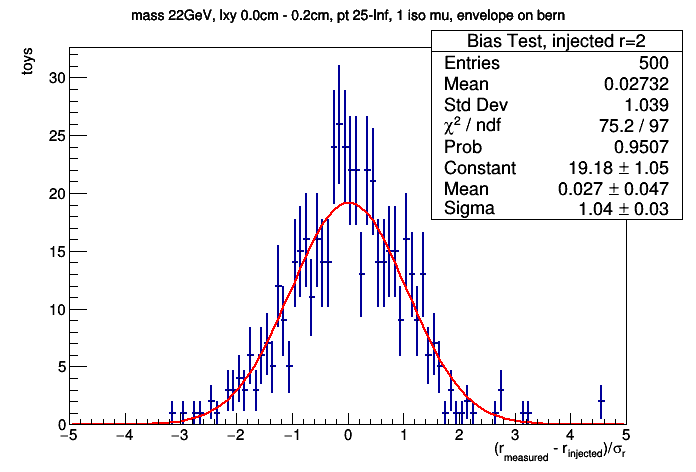 mass 22GeV, lxy 0.0cm - 0.2cm, pt 25-Inf, 1 iso mu, envelope on bern
toys
Bias Test, injected r=2
Entries 500
Mean 0.02732
Std Dev 1.039
χ² / ndf 75.2 / 97
Prob 0.9507
Constant 19.18 ± 1.05
Mean 0.027 ± 0.047
Sigma 1.04 ± 0.03
30
25
20
15
10
5
0
−5 −4 −3 −2 −1 0 1 2 3 4 5
(r_measured - r_injected)/σ_r